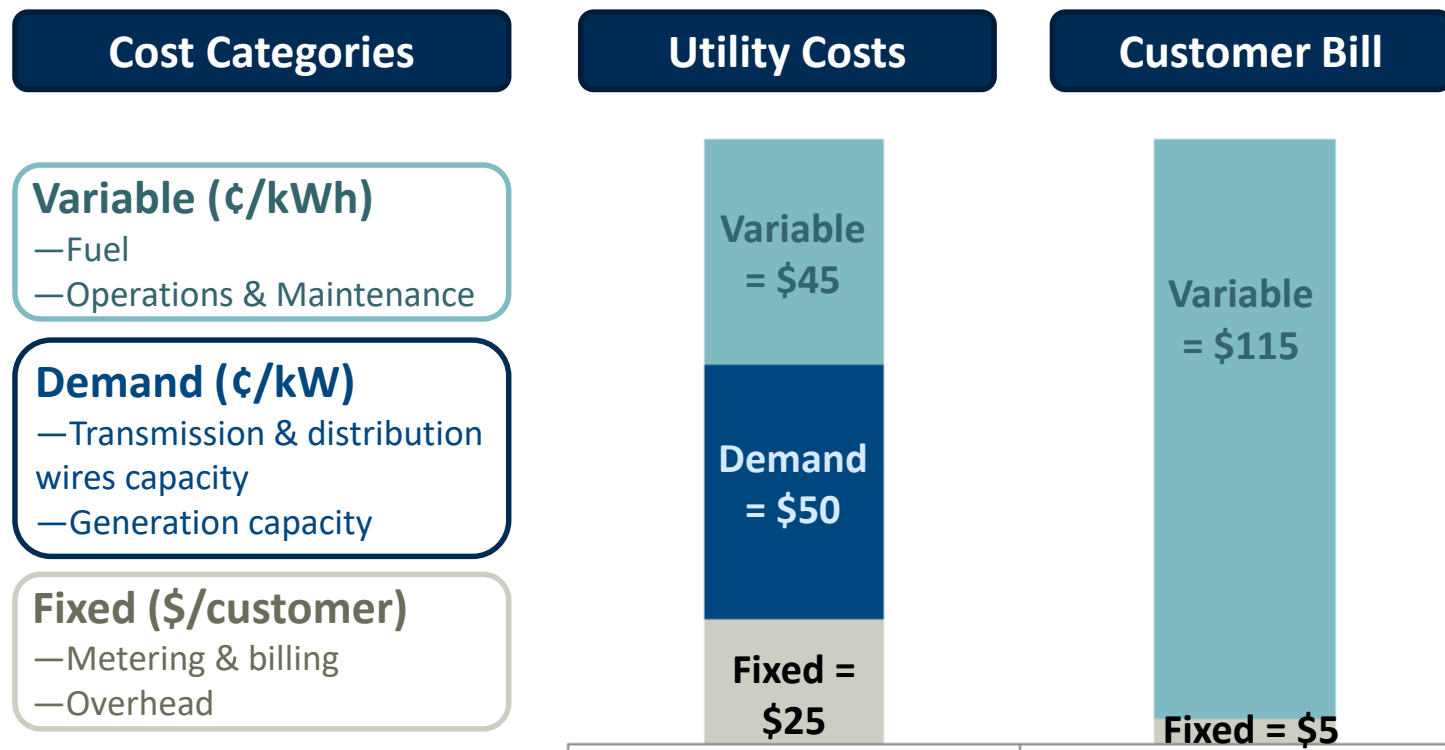 Cost Categories
Utility Costs
Customer Bill
Variable (¢/kWh)
—Fuel
—Operations & Maintenance
Demand (¢/kW)
—Transmission & distribution
wires capacity
—Generation capacity
Fixed ($/customer)
—Metering & billing
—Overhead
Variable
= $45
Demand
= $50
Fixed =
$25
Variable
= $115
Fixed = $5